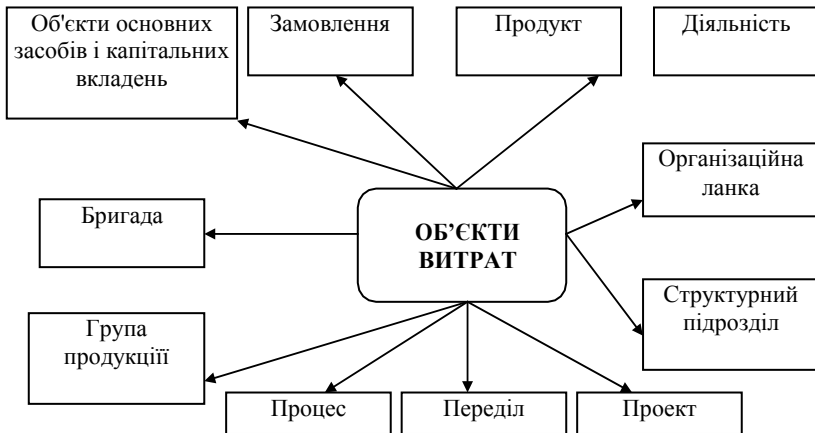 Об'єкти основних
засобів і капітальних
вкладень
Замовлення
Продукт
Діяльність
Організаційна
ланка
Бригада
ОБ’ЄКТИ
ВИТРАТ
Структурний
підрозділ
Група
продукціїї
Процес
Переділ
Проект